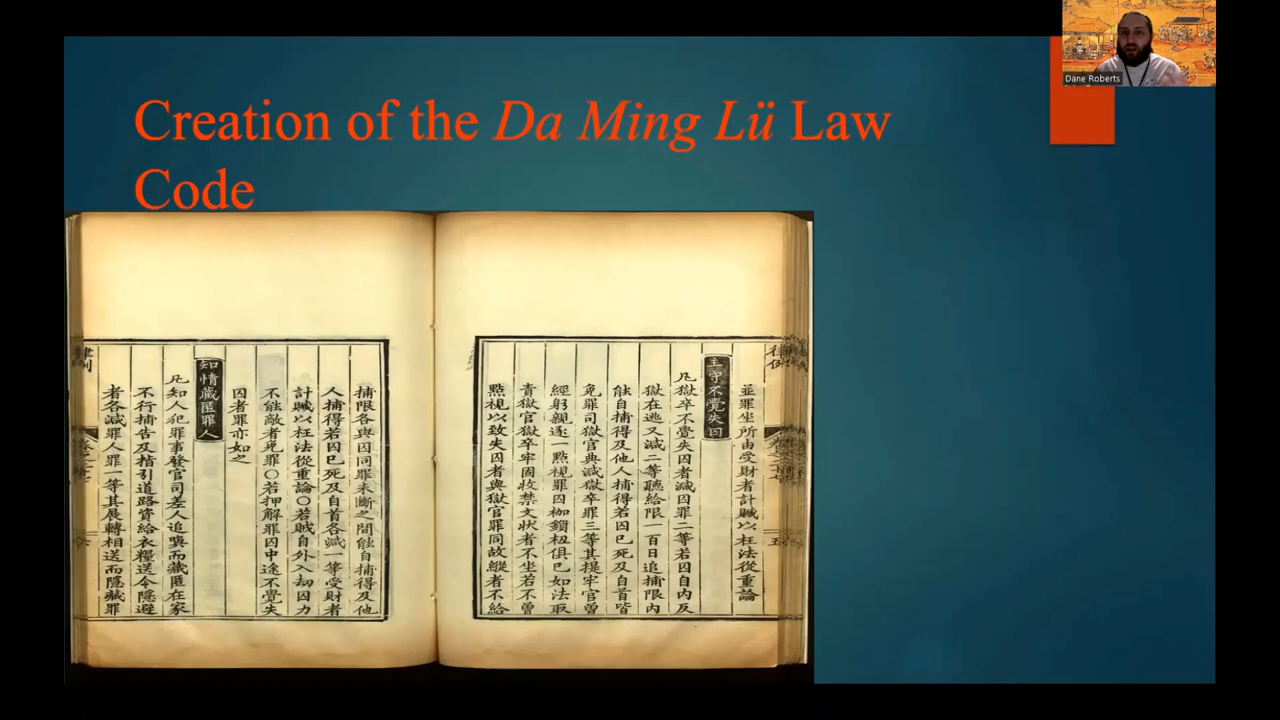 Dane Roberts
Creation of the Da Ming Lü Law
Code
並罪坐所由受財者計贓以枉法從重論
主守不覺失囚
凡獄卒不覺失囚者減囚罪二等若囚自內反
獄在逃又減二等聽給限一百日追捕限內
能自捕得及他人捕得若囚已死及自首皆
免罪司獄官典減獄卒罪三等其提牢官曾
經躬親逐一點視罪囚枷鎖杻俱已如法取
責獄官獄卒牢固收禁文狀者不坐若不曾
點視以致失囚者與獄官罪同故縱者不給
捕限各與囚同罪未斷之間能自捕得及他
人捕得若囚已死及自首各減一等受財者
計贓以枉法從重論○若賊自外入劫囚力
不能敵者免罪○若押解罪囚中途不覺失
囚者罪亦如之
知情藏匿罪人
凡知人犯罪事發官司差人追喚而藏匿在家
不行捕告及指引道路資給衣糧送令隱避
者各減罪人罪一等其展轉相送而隱藏罪